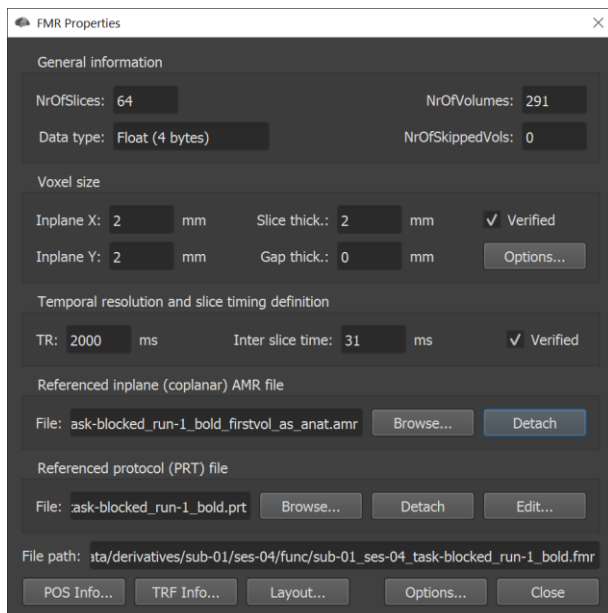 FMR Properties
General information
NrOfSlices: 64 NrOfVolumes: 291
Data type: Float (4 bytes) NrOfSkippedVols: 0
Voxel size
Inplane X: 2 mm Slice thick.: 2 mm Verified
Inplane Y: 2 mm Gap thick.: 0 mm Options...
Temporal resolution and slice timing definition
TR: 2000 ms Inter slice time: 31 ms Verified
Referenced inplane (coplanar) AMR file
File: ask-blocked_run-1_bold_firstvol_as_anat.amr Browse... Detach
Referenced protocol (PRT) file
File: task-blocked_run-1_bold.prt Browse... Detach Edit...
File path: ata/derivatives/sub-01/ses-04/func/sub-01_ses-04_task-blocked_run-1_bold.fmr
POS Info... TRF Info... Layout... Options... Close